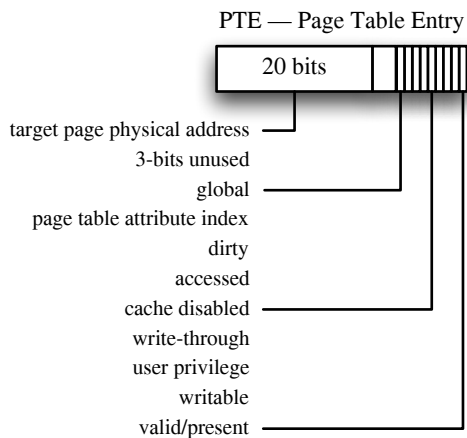 PTE — Page Table Entry
20 bits
target page physical address
3-bits unused
global
page table attribute index
dirty
accessed
cache disabled
write-through
user privilege
writable
valid/present